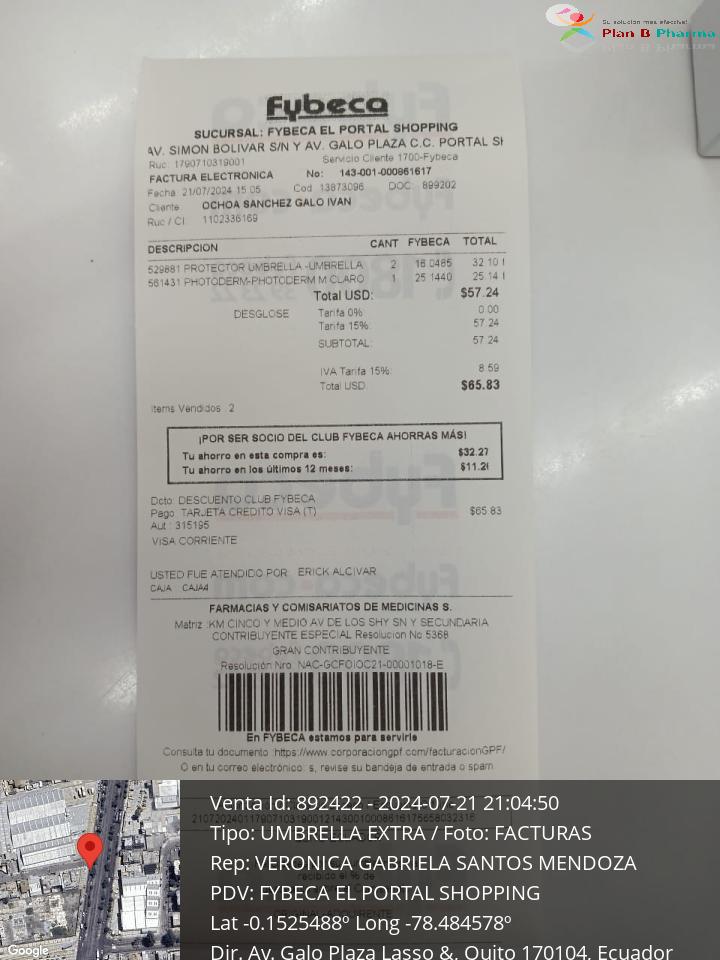 Su solución más efectiva!
Plan B Pharma
Fybeca
SUCURSAL: FYBECA EL PORTAL SHOPPING
AV. SIMON BOLIVAR S/N Y AV. GALO PLAZA C.C. PORTAL SH
Ruc: 1790710319001 Servicio Cliente 1700-Fybeca
FACTURA ELECTRONICA No: 143-001-000861617
Fecha: 21/07/2024 15:05 Cod 13873096 DOC: 899202
Cliente: OCHOA SANCHEZ GALO IVAN
Ruc / CI: 1102336169
DESCRIPCION CANT FYBECA TOTAL
529881 PROTECTOR UMBRELLA -UMBRELLA 2 16.0485 32.10
561431 PHOTODERM-PHOTODERM M CLARO 1 25.1440 25.14
Total USD: $57.24
DESGLOSE Tarifa 0% 0.00
Tarifa 15%: 57.24
SUBTOTAL: 57.24
IVA Tarifa 15%: 8.59
Total USD: $65.83
Items Vendidos : 2
¡POR SER SOCIO DEL CLUB FYBECA AHORRAS MÁS!
Tu ahorro en esta compra es: $32.27
Tu ahorro en los últimos 12 meses: $11.2
Dcto: DESCUENTO CLUB FYBECA
Pago: TARJETA CREDITO VISA (T) $65.83
Aut : 315195
VISA CORRIENTE
USTED FUE ATENDIDO POR: ERICK ALCIVAR
CAJA: CAJA4
FARMACIAS Y COMISARIATOS DE MEDICINAS S.
Matriz :KM CINCO Y MEDIO AV DE LOS SHY SN Y SECUNDARIA
CONTRIBUYENTE ESPECIAL Resolucion No 5368
GRAN CONTRIBUYENTE
Resolución Nro. NAC-GCFOIOC21-00001018-E
En FYBECA estamos para servirle
Consulta tu documento :https://www.corporaciongpf.com/facturacionGPF/
O en tu correo electrónico: s, revise su bandeja de entrada o spam
Venta Id: 892422 - 2024-07-21 21:04:50
Tipo: UMBRELLA EXTRA / Foto: FACTURAS
Rep: VERONICA GABRIELA SANTOS MENDOZA
PDV: FYBECA EL PORTAL SHOPPING
Lat -0.1525488º Long -78.484578º
Dir. Av. Galo Plaza Lasso &, Quito 170104, Ecuador
Google